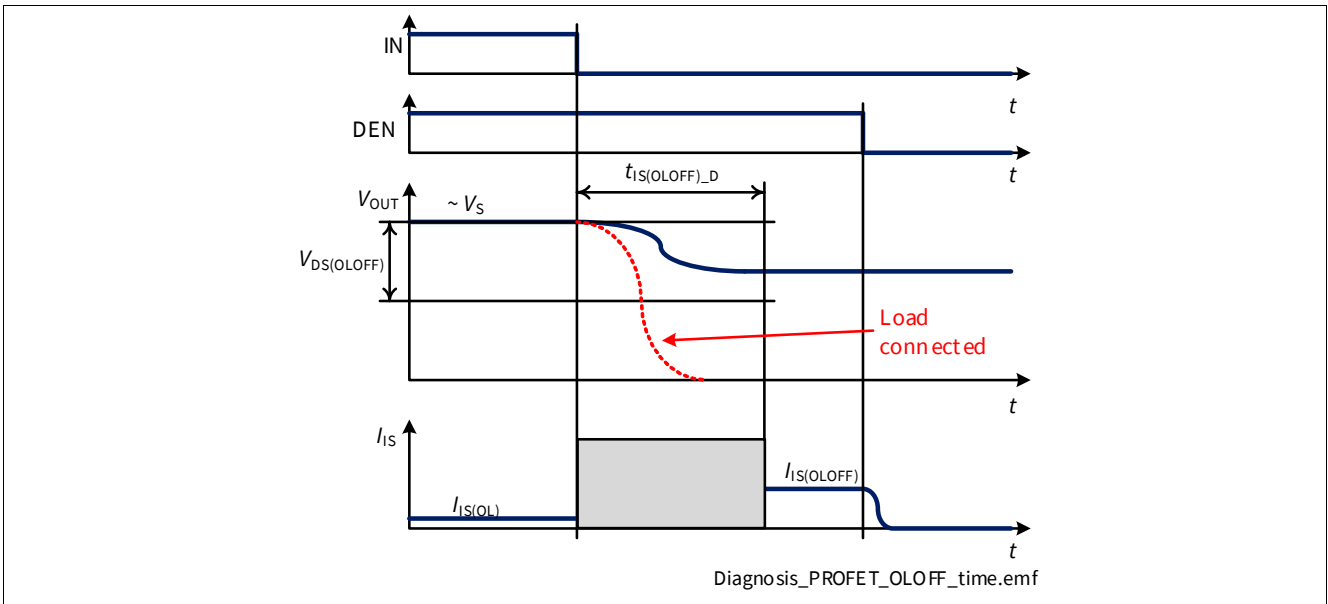 IN
t
DEN
t
tIS(OLOFF)_D
VOUT
~ VS
VDS(OLOFF)
Load
connected
t
IIS
IIS(OL)
IIS(OLOFF)
t
Diagnosis_PROFET_OLOFF_time.emf